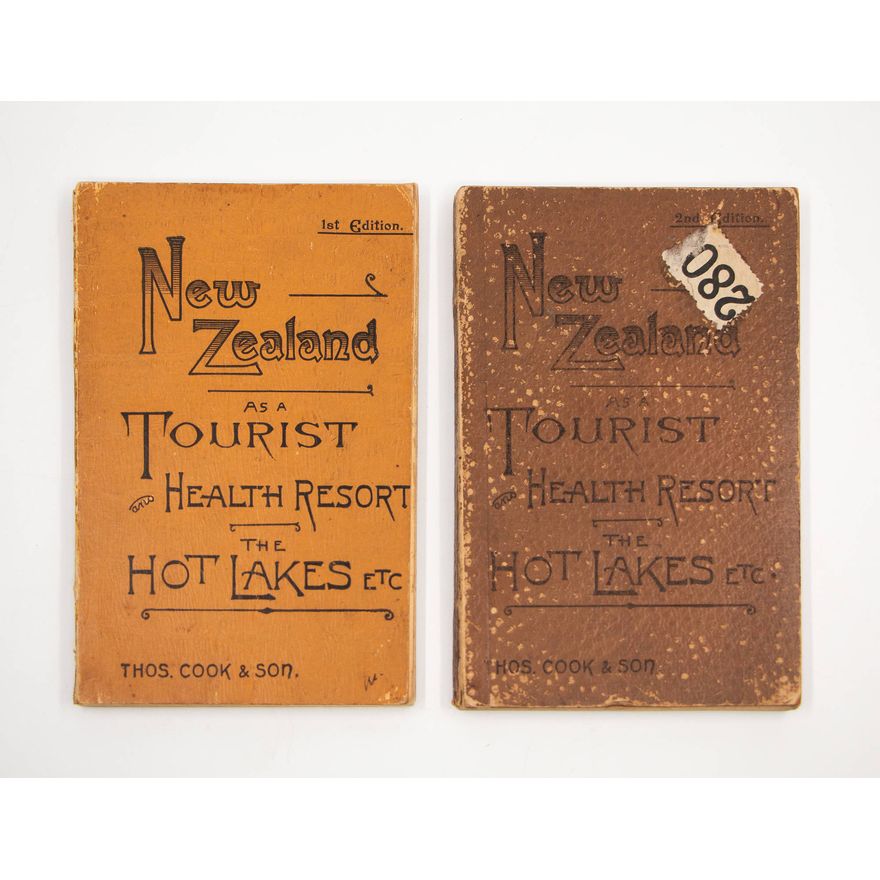 1st Edition.
New
Zealand
AS A
TOURIST
AND HEALTH RESORT
THE
HOT LAKES ETC
THOS. COOK & SON.
2nd Edition.
280
New
Zealand
AS A
TOURIST
AND HEALTH RESORT
THE
HOT LAKES ETC.
THOS. COOK & SON